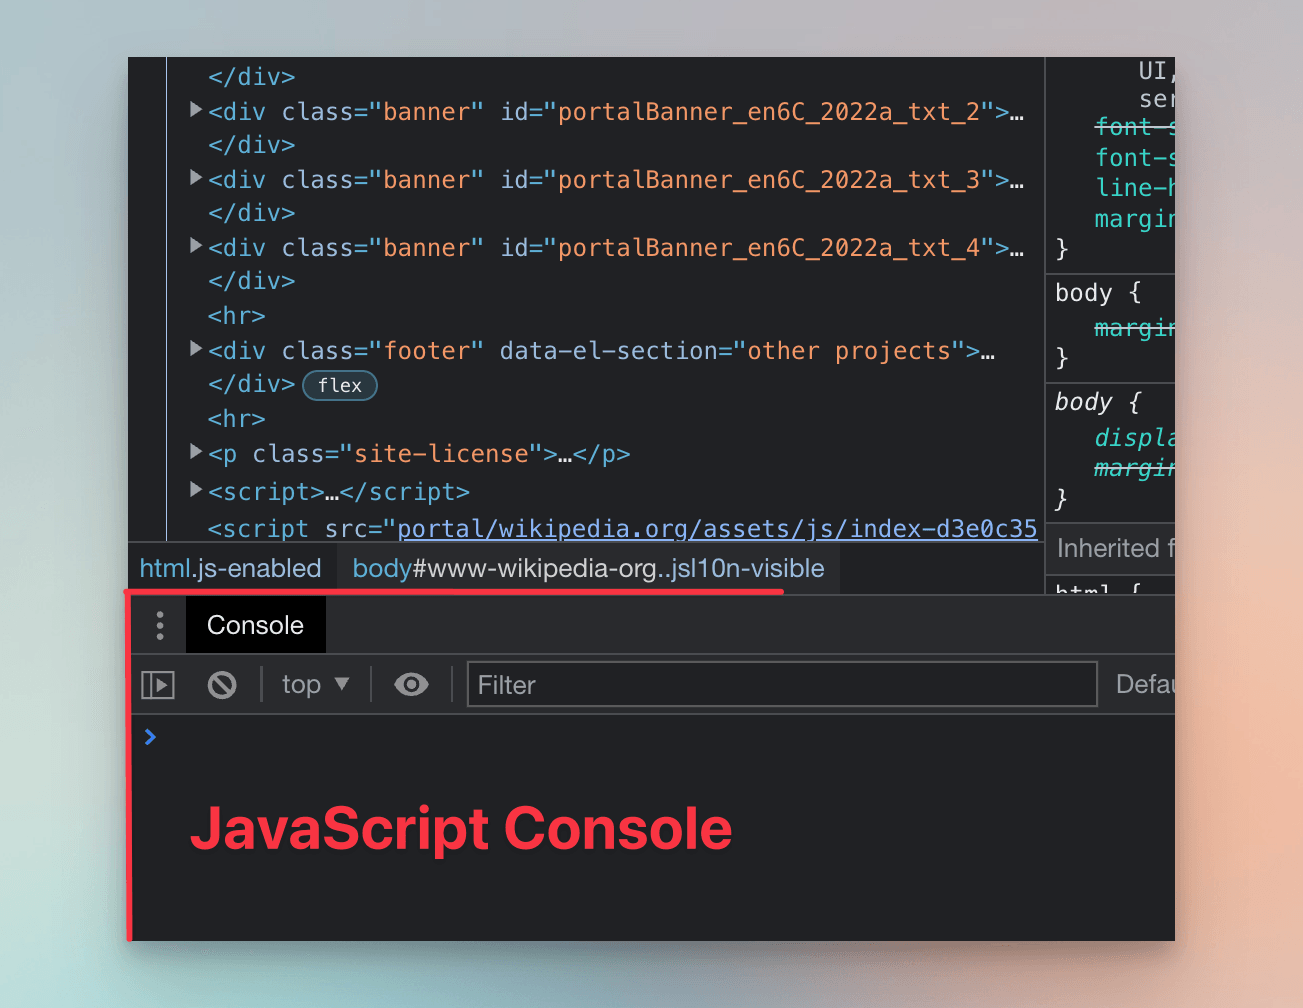 </div>
<div class="banner" id="portalBanner_en6C_2022a_txt_2">…
</div>
<div class="banner" id="portalBanner_en6C_2022a_txt_3">…
</div>
<div class="banner" id="portalBanner_en6C_2022a_txt_4">…
</div>
<hr>
<div class="footer" data-el-section="other projects">…
</div> flex
<hr>
<p class="site-license">…</p>
<script>…</script>
<script src="portal/wikipedia.org/assets/js/index-d3e0c35
UI,
ser
font-s
font-s
line-h
margin
}
body {
margin
}
body {
displa
margin
}
Inherited f
html {
html.js-enabled body#www-wikipedia-org..jsl10n-visible
Console
top Filter Defau
JavaScript Console